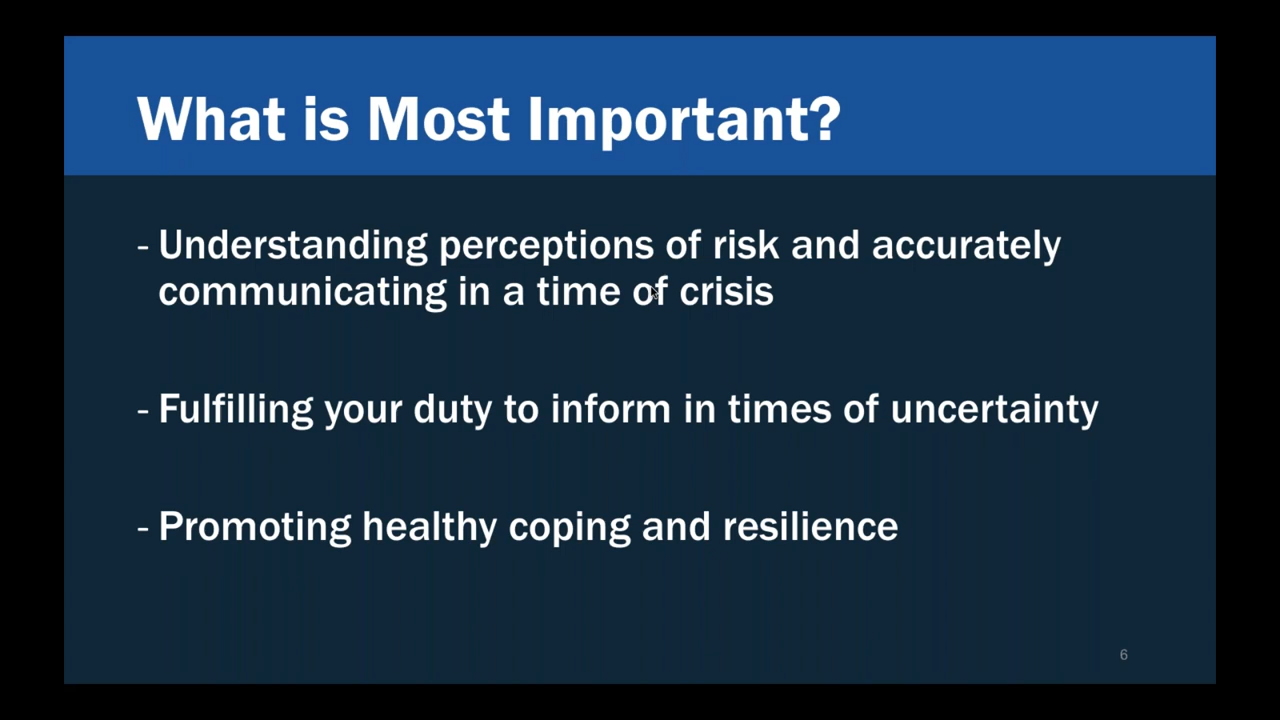 What is Most Important?
- Understanding perceptions of risk and accurately
communicating in a time of crisis
- Fulfilling your duty to inform in times of uncertainty
- Promoting healthy coping and resilience
6